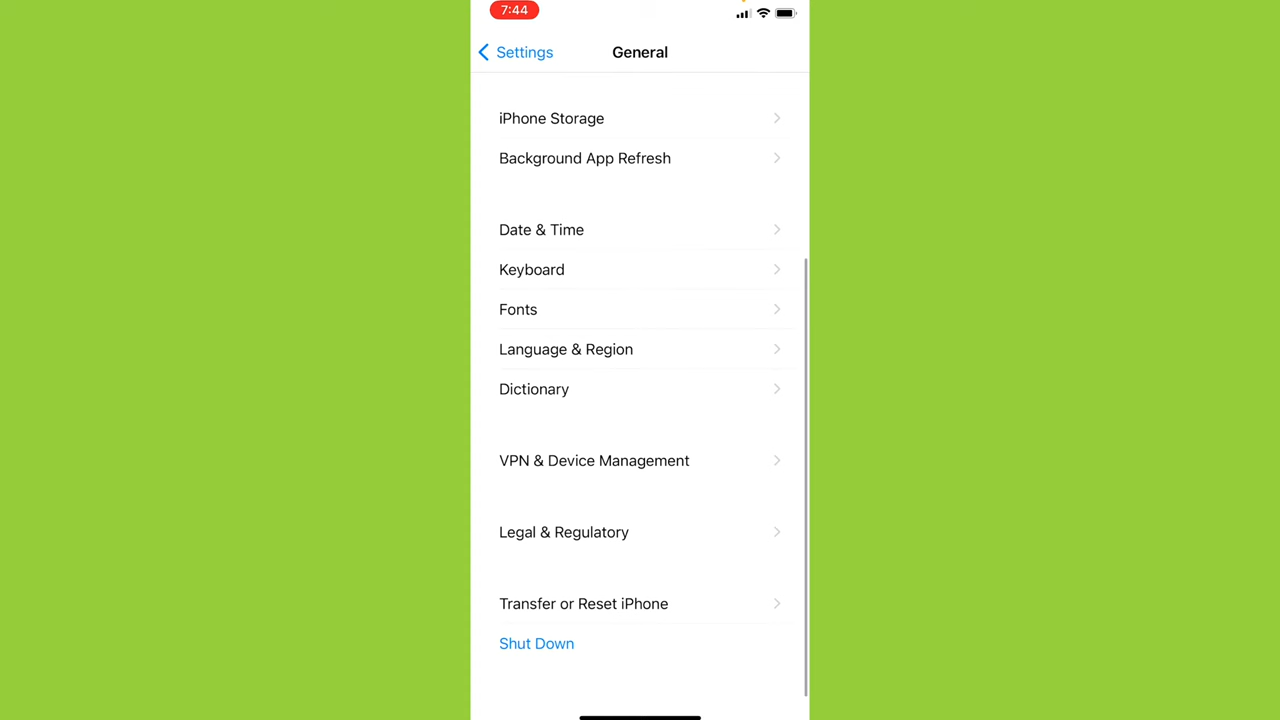 7:44
Settings
General
iPhone Storage
Background App Refresh
Date & Time
Keyboard
Fonts
Language & Region
Dictionary
VPN & Device Management
Legal & Regulatory
Transfer or Reset iPhone
Shut Down